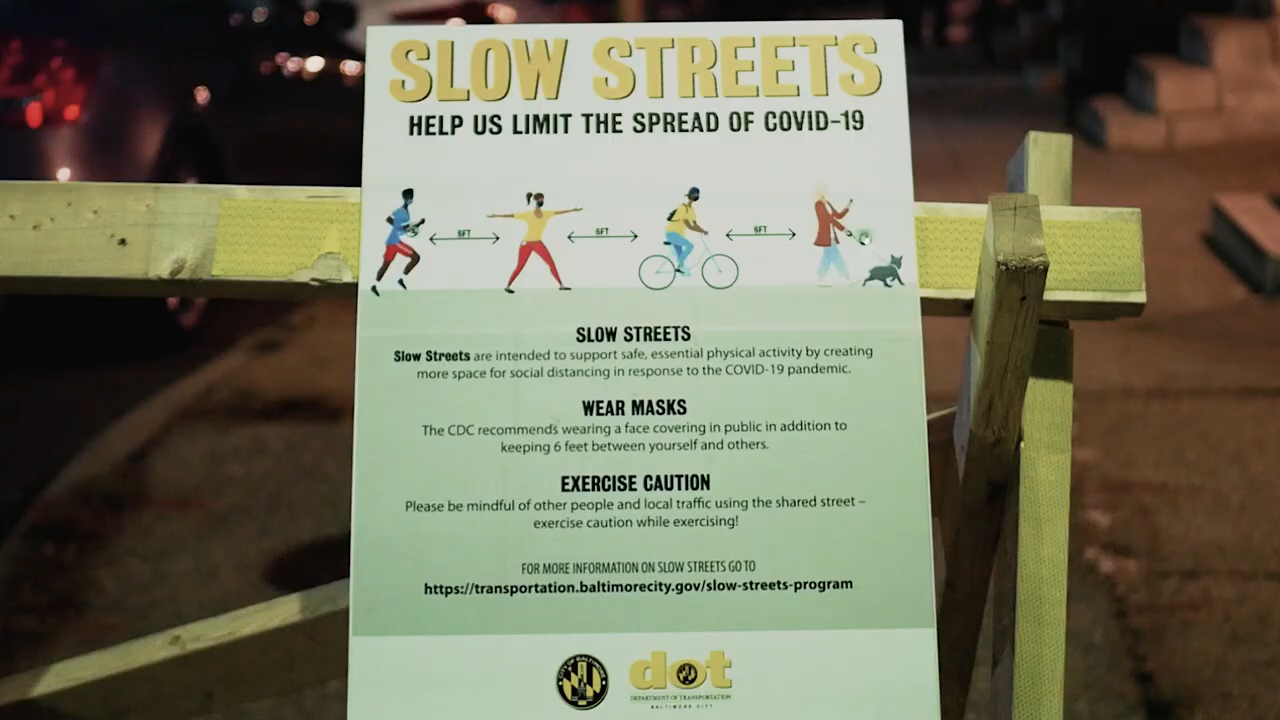 SLOW STREETS
HELP US LIMIT THE SPREAD OF COVID-19
6FT 6FT 6FT
SLOW STREETS
Slow Streets are intended to support safe, essential physical activity by creating
more space for social distancing in response to the COVID-19 pandemic.
WEAR MASKS
The CDC recommends wearing a face covering in public in addition to
keeping 6 feet between yourself and others.
EXERCISE CAUTION
Please be mindful of other people and local traffic using the shared street –
exercise caution while exercising!
FOR MORE INFORMATION ON SLOW STREETS GO TO
https://transportation.baltimorecity.gov/slow-streets-program
CITY OF BALTIMORE
dot
DEPARTMENT OF TRANSPORTATION
BALTIMORE CITY